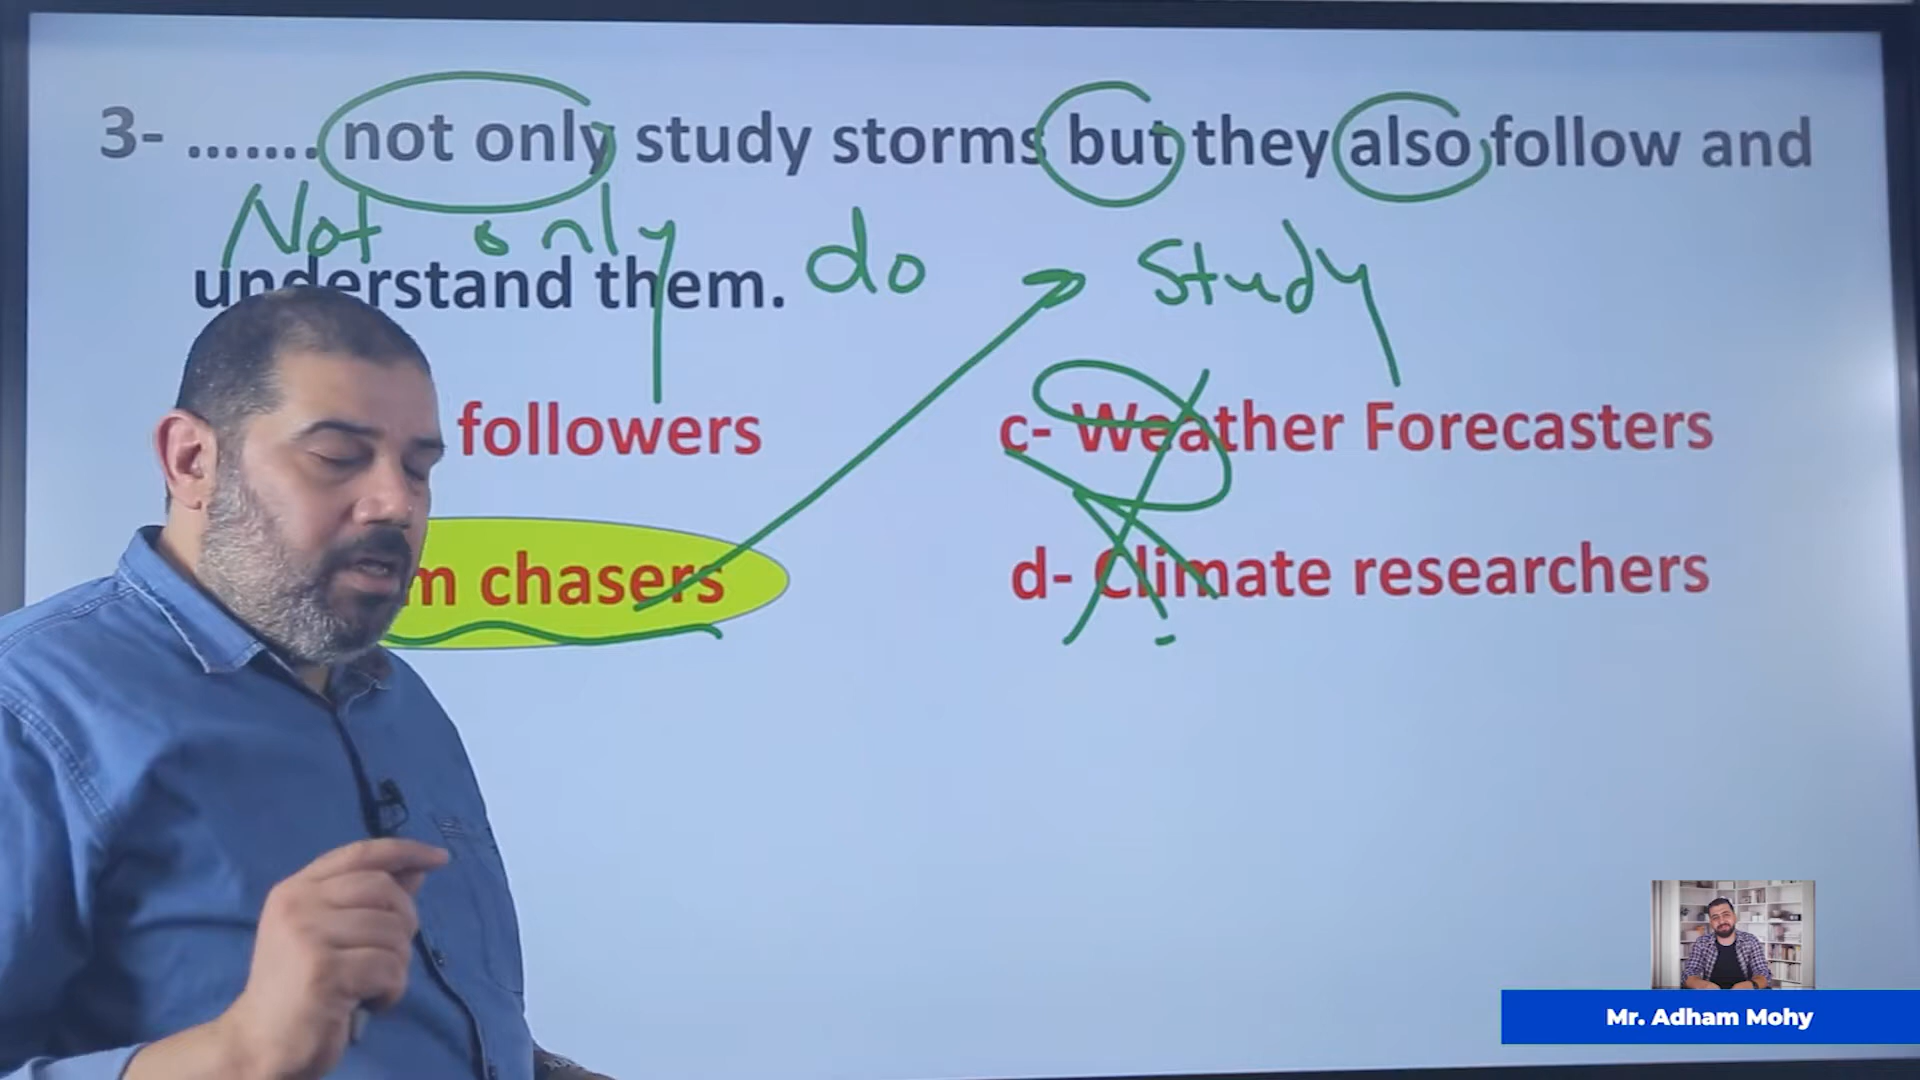 3- ....... not only study storms but they also follow and
Not only do study
understand them.
followers
c- Weather Forecasters
chasers
d- Climate researchers
Mr. Adham Mohy